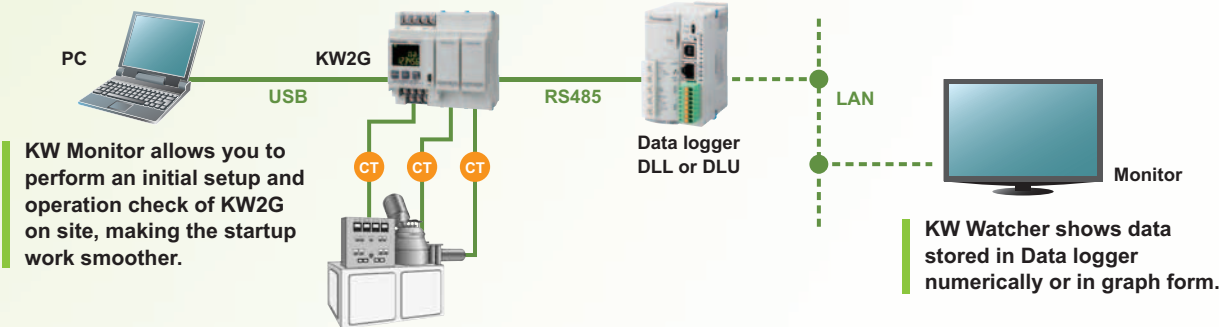 PC
KW2G
USB
RS485
LAN
Data logger
DLL or DLU
CT
CT
CT
Monitor
KW Monitor allows you to
perform an initial setup and
operation check of KW2G
on site, making the startup
work smoother.
KW Watcher shows data
stored in Data logger
numerically or in graph form.